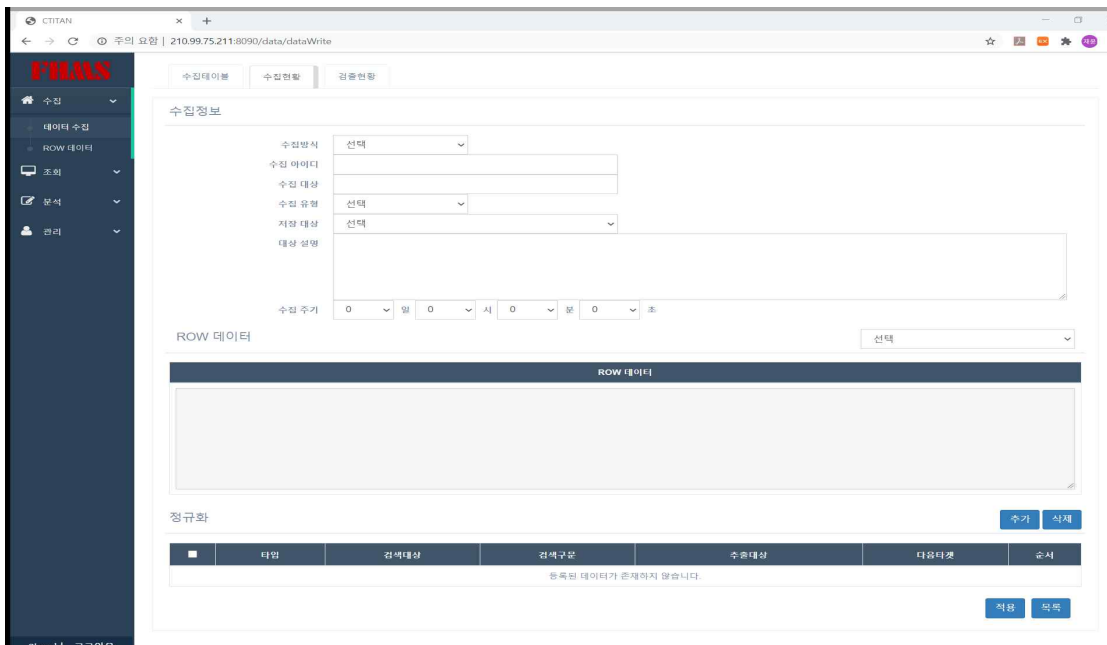 CTITAN
주의 요함 | 210.99.75.211:8090/data/dataWrite
재용
FHMS
수집
데이터 수집
ROW 데이터
조회
분석
관리
수집테이블 수집현황 검증현황
수집정보
수집방식 선택
수집 아이디
수집 대상
수집 유형 선택
저장 대상 선택
대상 설명
수집 주기 0 일 0 시 0 분 0 초
ROW 데이터 선택
ROW 데이터
정규화 추가 삭제
타입 검색대상 검색구문 추출대상 다음타겟 순서
등록된 데이터가 존재하지 않습니다.
적용 목록